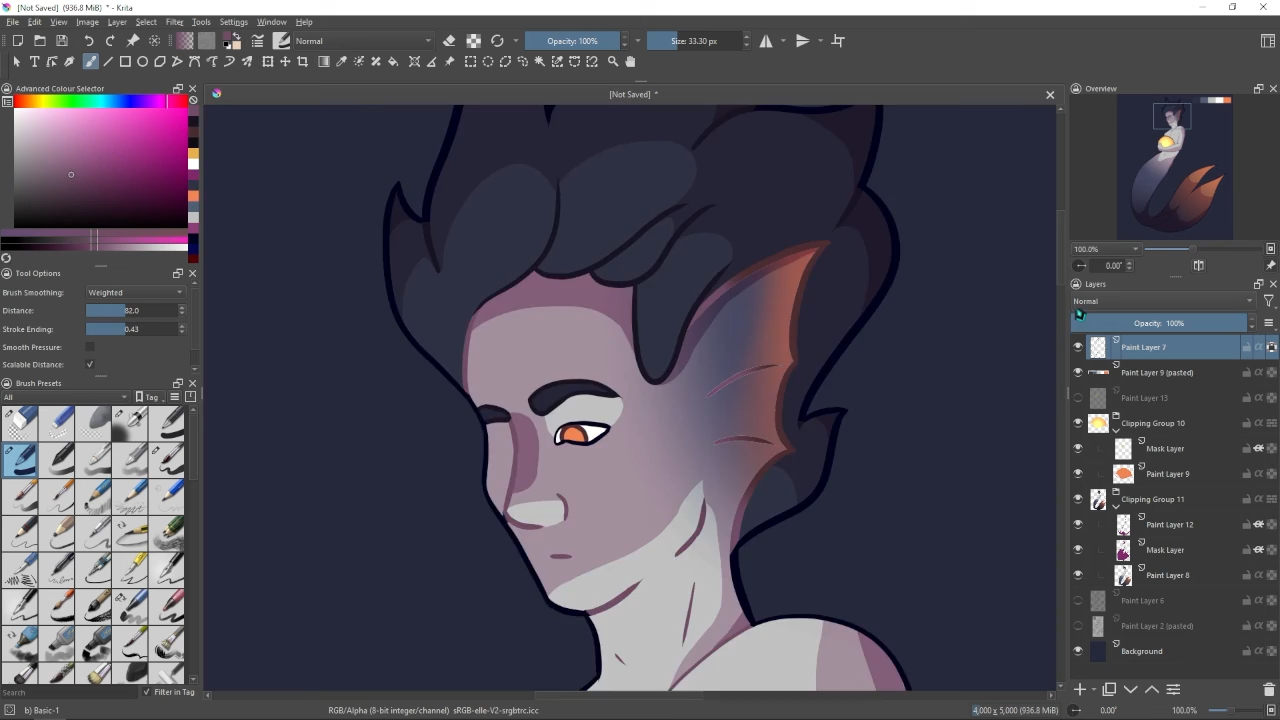 [Not Saved]  (936.8 MiB)  * - Krita
File Edit View Image Layer Select Filter Tools Settings Window Help
Normal Opacity: 100% Size: 33.30 px
Advanced Colour Selector
[Not Saved]  *
Overview
100.0%
0.00°
Tool Options
Brush Smoothing: Weighted
Distance: 82.0
Stroke Ending: 0.43
Smooth Pressure:
Scalable Distance:
Brush Presets
All Tag
Search Filter in Tag
Layers
Normal
Opacity:  100%
Paint Layer 7
Paint Layer 9 (pasted)
Paint Layer 13
Clipping Group 10
Mask Layer
Paint Layer 9
Clipping Group 11
Paint Layer 12
Mask Layer
Paint Layer 8
Paint Layer 6
Paint Layer 2 (pasted)
Background
b) Basic-1 RGB/Alpha (8-bit integer/channel)  sRGB-elle-V2-srgbtrc.icc 4,000 x 5,000 (936.8 MiB) 0.00° 100.0%